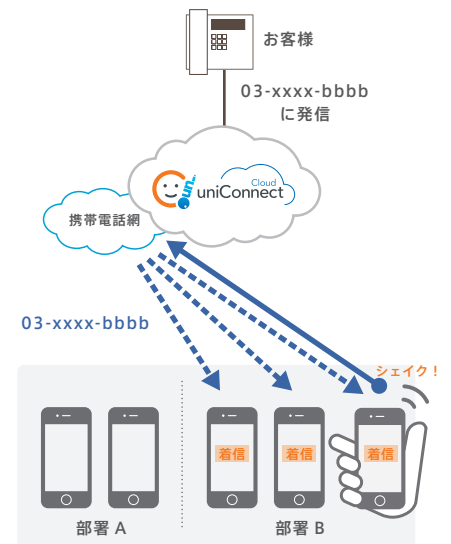 お客様
03-xxxx-bbbb
に発信
Cloud
uni
uniConnect
携帯電話網
03-xxxx-bbbb
シェイク！
着信
着信
着信
部署 A
部署 B